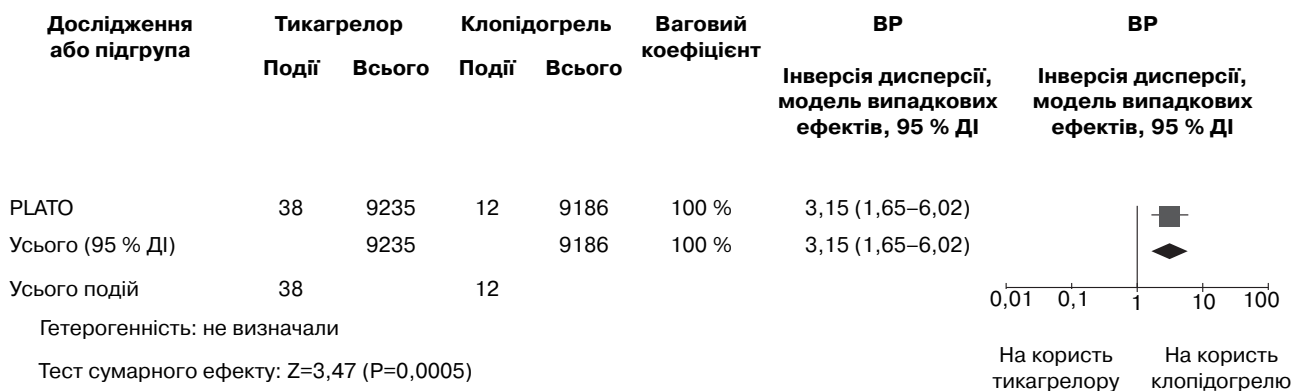 Дослідження або підгрупа
Тикагрелор
Клопідогрель
Ваговий коефіцієнт
ВР
ВР
Події Всього Події Всього
Інверсія дисперсії, модель випадкових ефектів, 95 % ДІ
Інверсія дисперсії, модель випадкових ефектів, 95 % ДІ
PLATO 38 9235 12 9186 100 % 3,15 (1,65–6,02)
Усього (95 % ДІ) 9235 9186 100 % 3,15 (1,65–6,02)
Усього подій 38 12
0,01 0,1 1 10 100
Гетерогенність: не визначали
Тест сумарного ефекту: Z=3,47 (P=0,0005)
На користь тикагрелору
На користь клопідогрелю